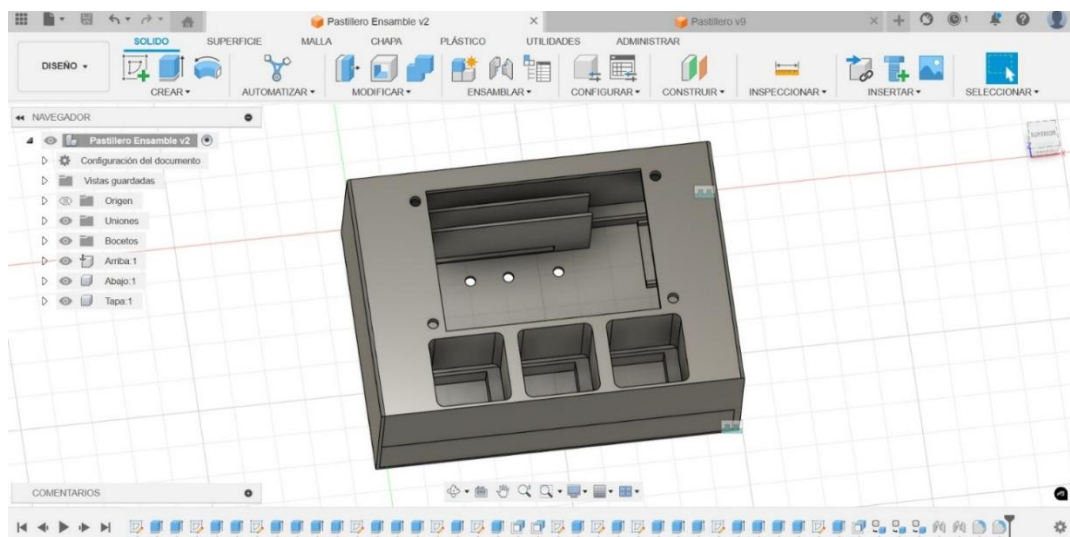 Pastillero Ensamble v2
Pastillero v9
1
SOLIDO SUPERFICIE MALLA CHAPA PLÁSTICO UTILIDADES ADMINISTRAR
DISEÑO
CREAR AUTOMATIZAR MODIFICAR ENSAMBLAR CONFIGURAR CONSTRUIR INSPECCIONAR INSERTAR SELECCIONAR
NAVEGADOR
Pastillero Ensamble v2
Configuración del documento
Vistas guardadas
Origen
Uniones
Bocetos
Arriba:1
Abajo:1
Tapa:1
SUPERIOR
Z
X
COMENTARIOS